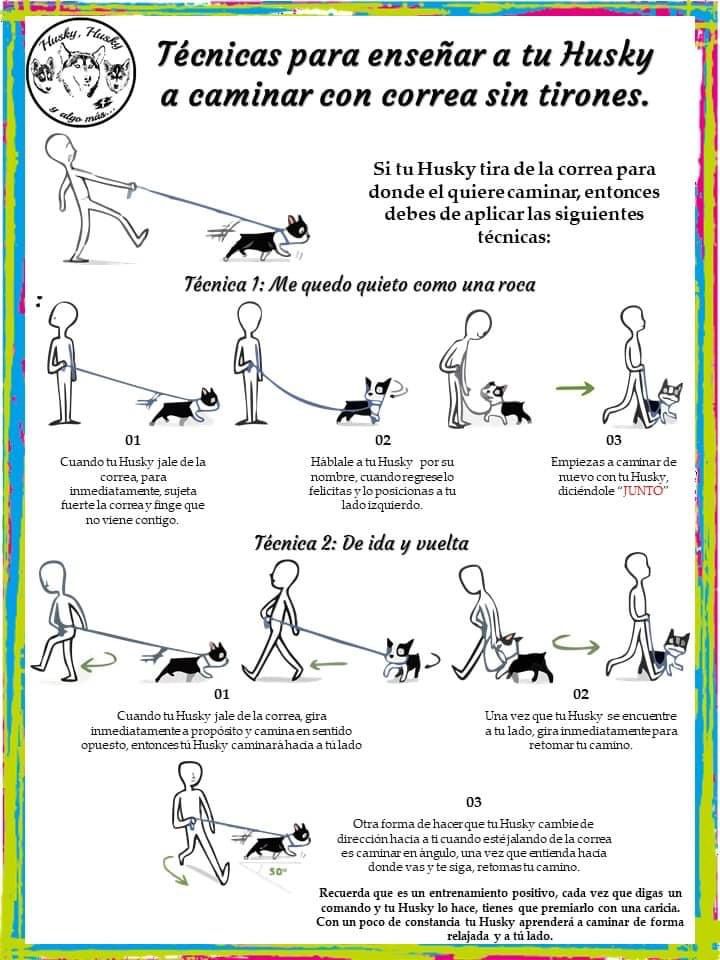 Husky, Husky
y algo más...
Técnicas para enseñar a tu Husky
a caminar con correa sin tirones.
Si tu Husky tira de la correa para
donde el quiere caminar, entonces
debes de aplicar las siguientes
técnicas:
Técnica 1: Me quedo quieto como una roca
:
01
Cuando tu Husky jale de la
correa, para
inmediatamente, sujeta
fuerte la correa y finge que
no viene contigo.
02
Háblale a tu Husky por su
nombre, cuando regrese lo
felicitas y lo posicionas a tu
lado izquierdo.
03
Empiezas a caminar de
nuevo con tu Husky,
diciéndole "JUNTO"
Técnica 2: De ida y vuelta
01
Cuando tu Husky jale de la correa, gira
inmediatamente a propósito y camina en sentido
opuesto, entonces tú Husky caminará hacia a tú lado
02
Una vez que tu Husky se encuentre
a tu lado, gira inmediatamente para
retomar tu camino.
50°
03
Otra forma de hacer que tu Husky cambie de
dirección hacia a ti cuando esté jalando de la correa
es caminar en ángulo, una vez que entienda hacia
donde vas y te siga, retomas tu camino.
Recuerda que es un entrenamiento positivo, cada vez que digas un
comando y tu Husky lo hace, tienes que premiarlo con una caricia.
Con un poco de constancia tu Husky aprenderá a caminar de forma
relajada y a tú lado.